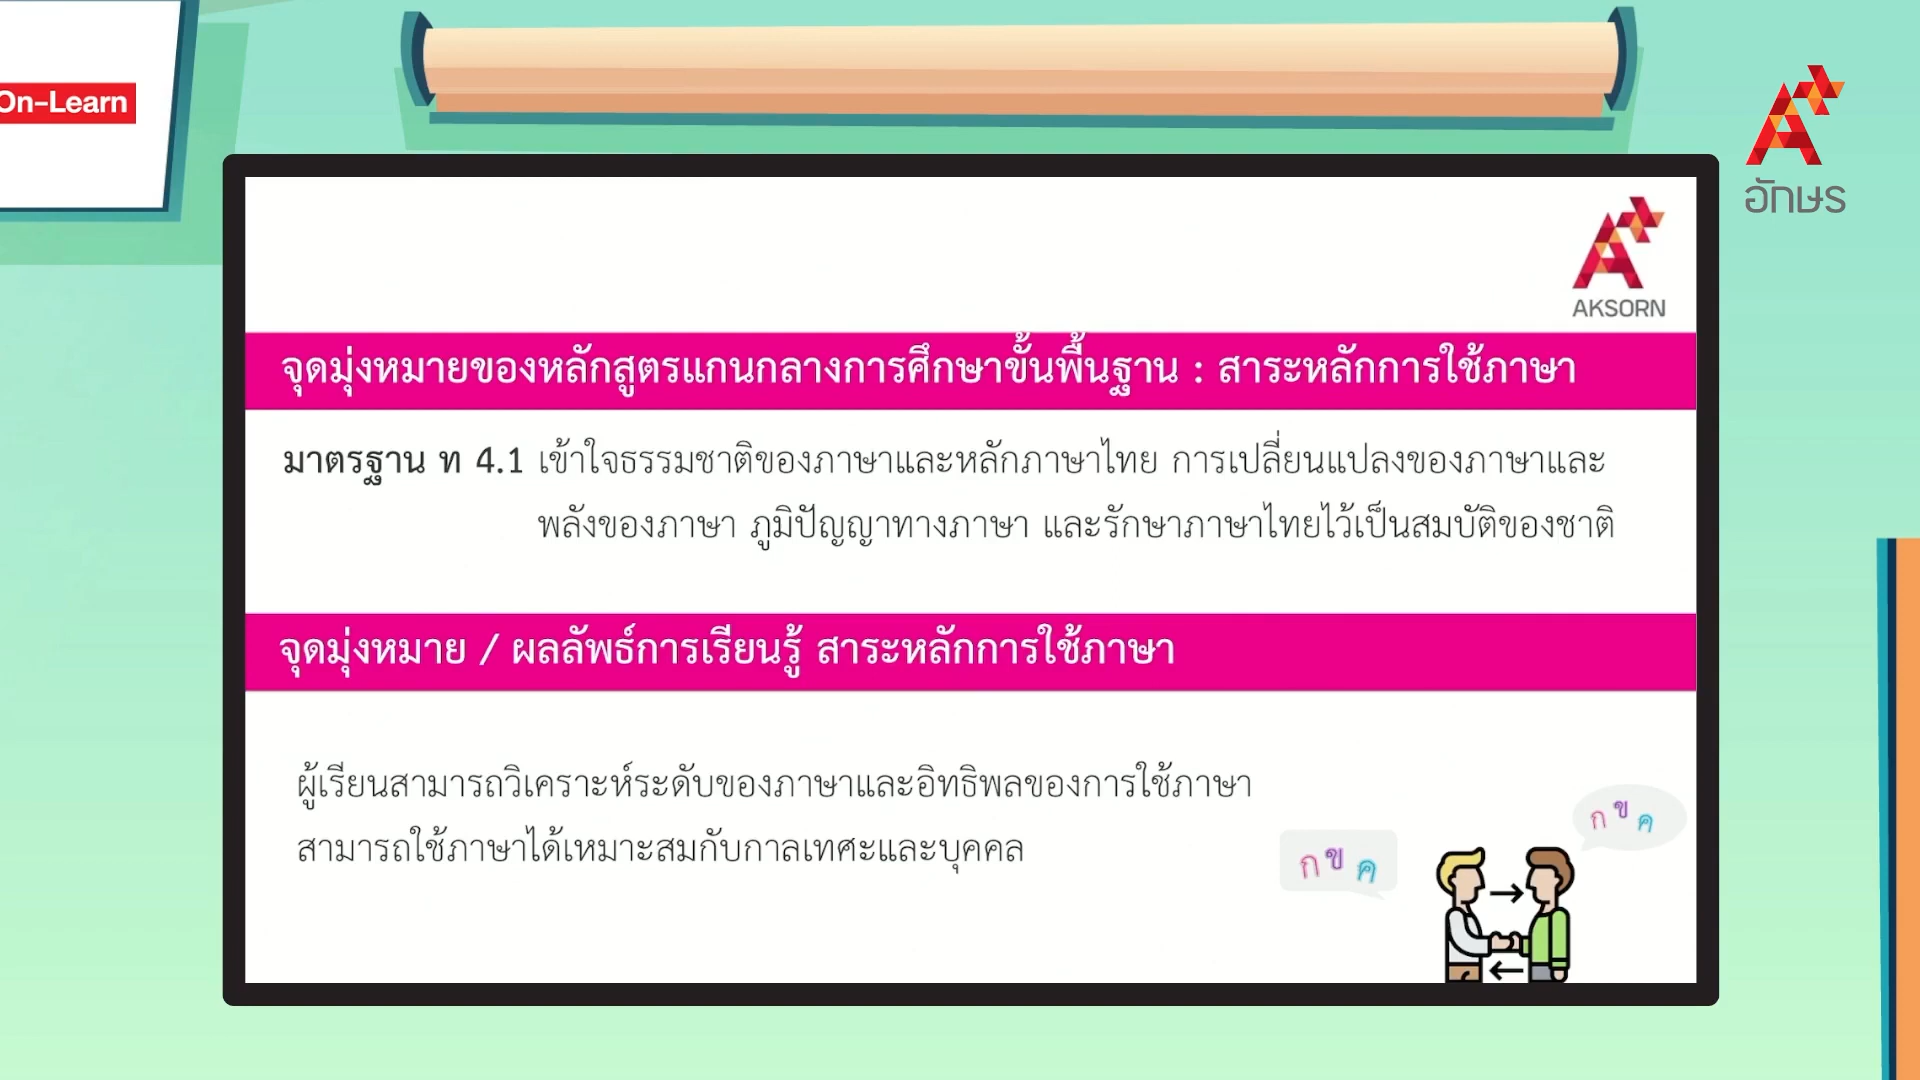 On-Learn
อักษร
AKSORN
จุดมุ่งหมายของหลักสูตรแกนกลางการศึกษาขั้นพื้นฐาน : สาระหลักการใช้ภาษา
มาตรฐาน ท 4.1 เข้าใจธรรมชาติของภาษาและหลักภาษาไทย การเปลี่ยนแปลงของภาษาและ
พลังของภาษา ภูมิปัญญาทางภาษา และรักษาภาษาไทยไว้เป็นสมบัติของชาติ
จุดมุ่งหมาย / ผลลัพธ์การเรียนรู้ สาระหลักการใช้ภาษา
ผู้เรียนสามารถวิเคราะห์ระดับของภาษาและอิทธิพลของการใช้ภาษา
สามารถใช้ภาษาได้เหมาะสมกับกาลเทศะและบุคคล
ก ข ค
ก ข ค